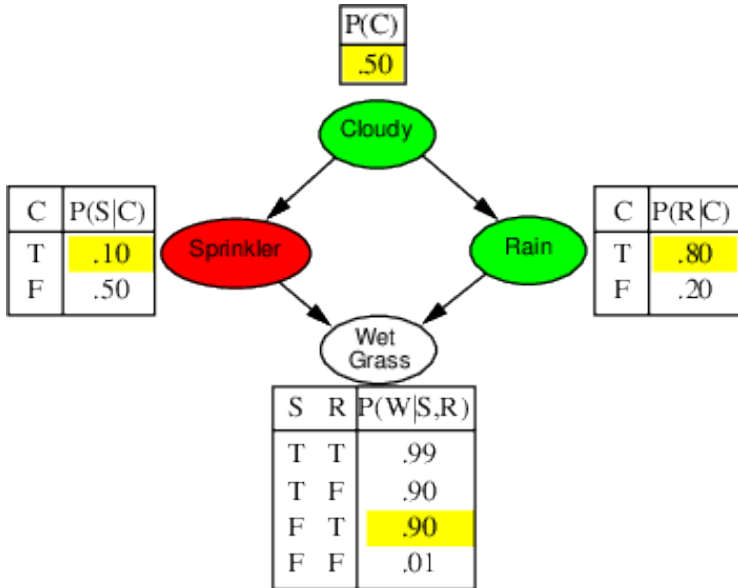 P(C)
.50
Cloudy
C P(S|C)
T .10
F .50
Sprinkler
Rain
C P(R|C)
T .80
F .20
Wet
Grass
S R P(W|S,R)
T T .99
T F .90
F T .90
F F .01